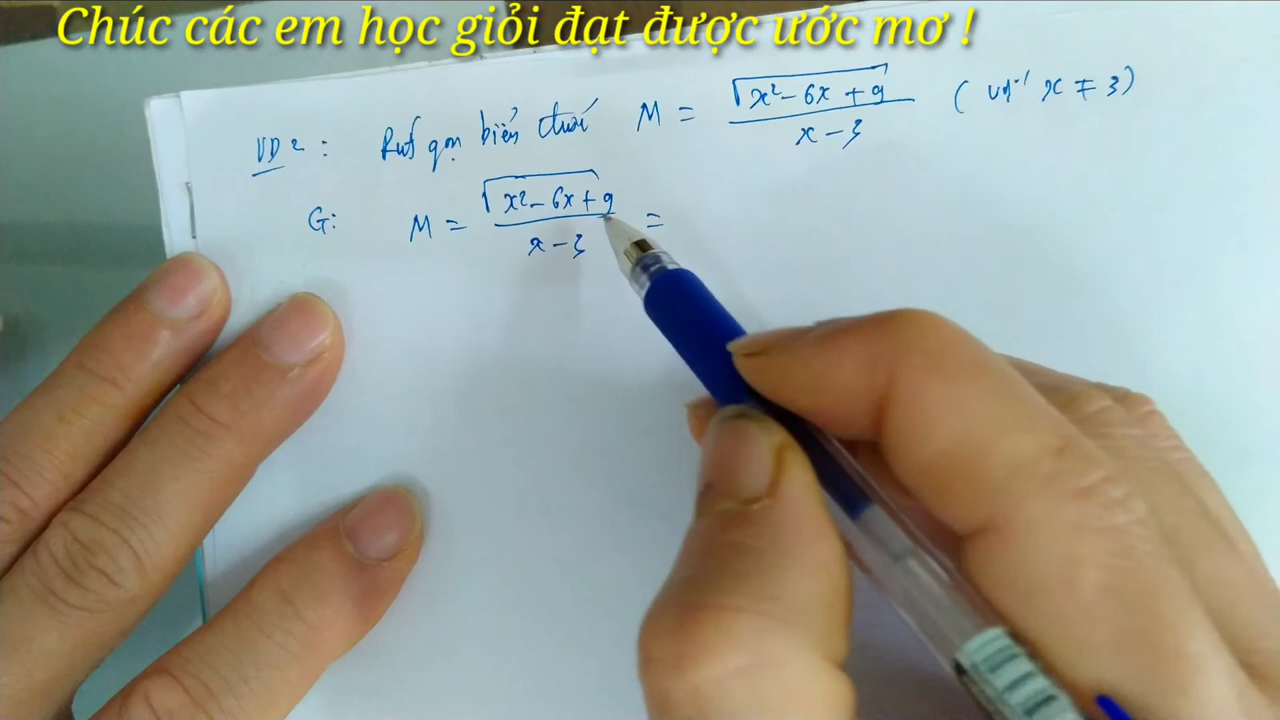 Chúc các em học giỏi đạt được ước mơ !
VD2 : Rút gọn biển thức M = √x² - 6x + 9 / x - 3 ( với x ≠ 3 )
G: M = √x² - 6x + 9 / x - 3 =